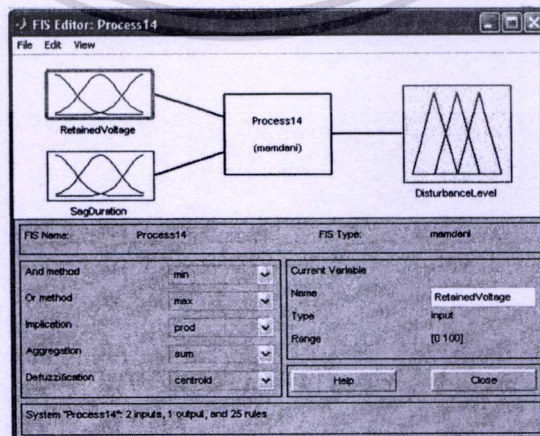 FIS Editor: Process14
File Edit View
RetainedVoltage
SagDuration
Process14
(mamdani)
DisturbanceLevel
FIS Name: Process14 FIS Type: mamdani
And method min
Or method max
Implication prod
Aggregation sum
Defuzzification centroid
Current Variable
Name RetainedVoltage
Type input
Range [0 100]
Help Close
System "Process14": 2 inputs, 1 output, and 25 rules